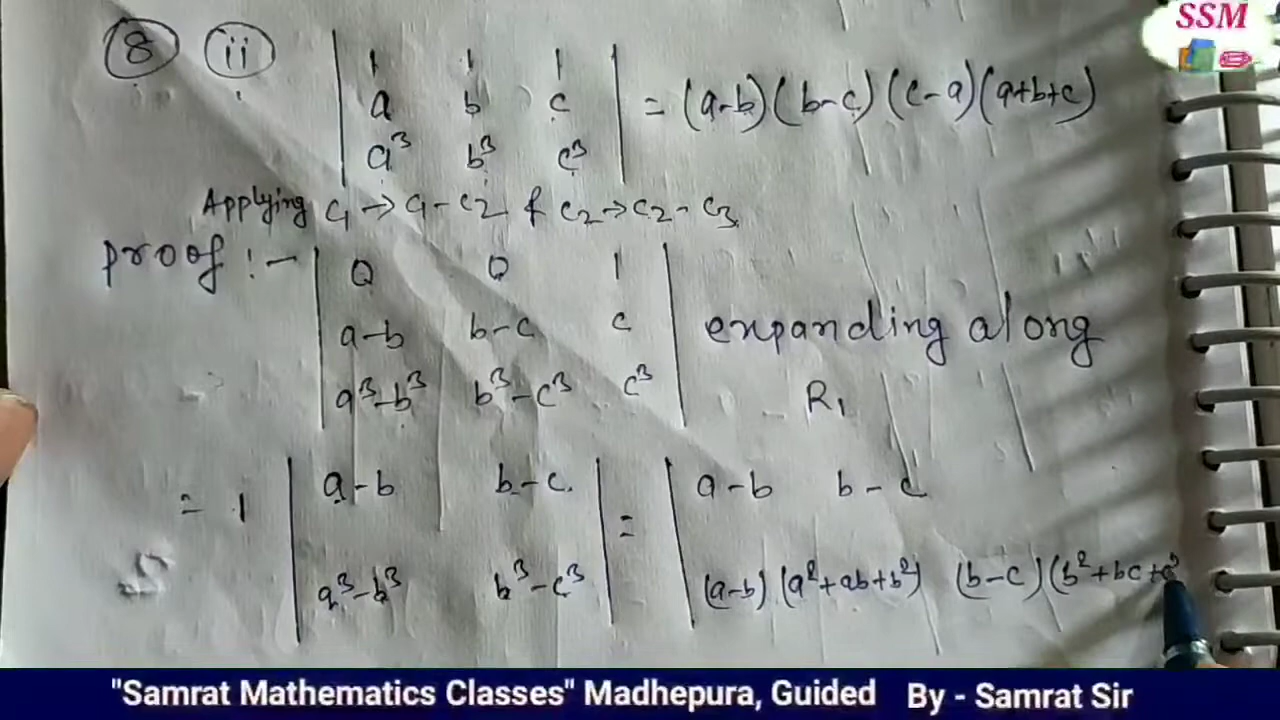 SSM
8 ii | 1 1 1 |
| a b c | = (a-b)(b-c)(c-a)(a+b+c)
| a³ b³ c³ |
Applying C₁→C₁-C₂ & C₂→C₂-C₃
Proof :- | 0 0 1 |
| a-b b-c c | expanding along
| a³-b³ b³-c³ c³ | R₁
= 1 | a-b b-c | = | a-b b-c
| a³-b³ b³-c³ | | (a-b)(a²+ab+b²) (b-c)(b²+bc+c²
"Samrat Mathematics Classes" Madhepura, Guided By - Samrat Sir